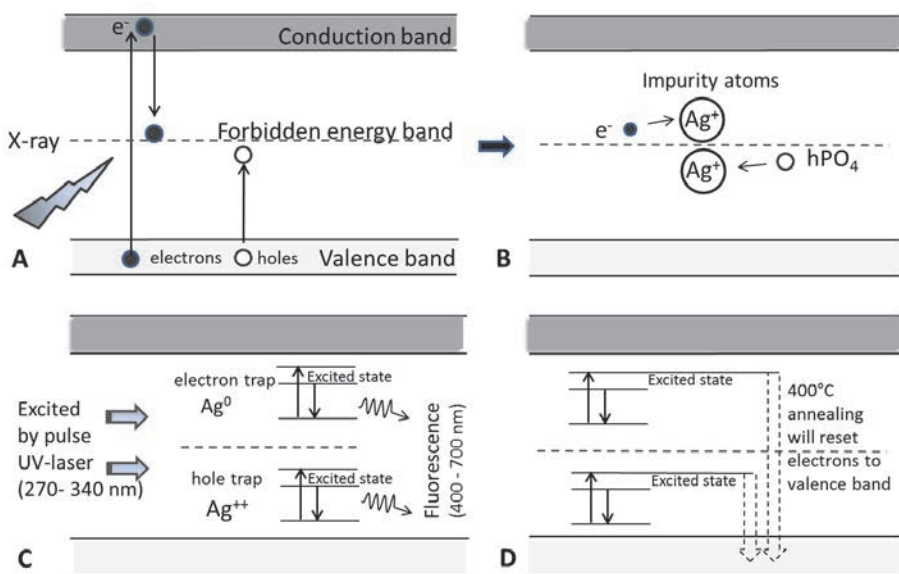 e⁻
Conduction band
X-ray
Forbidden energy band
electrons
holes
Valence band
A
Impurity atoms
e⁻
Ag⁺
Ag⁺
hPO₄
B
Excited
by pulse
UV-laser
(270- 340 nm)
electron trap
Ag⁰
Excited state
hole trap
Ag⁺⁺
Excited state
Fluorescence
(400 - 700 nm)
C
Excited state
Excited state
400°C
annealing
will reset
electrons to
valence band
D